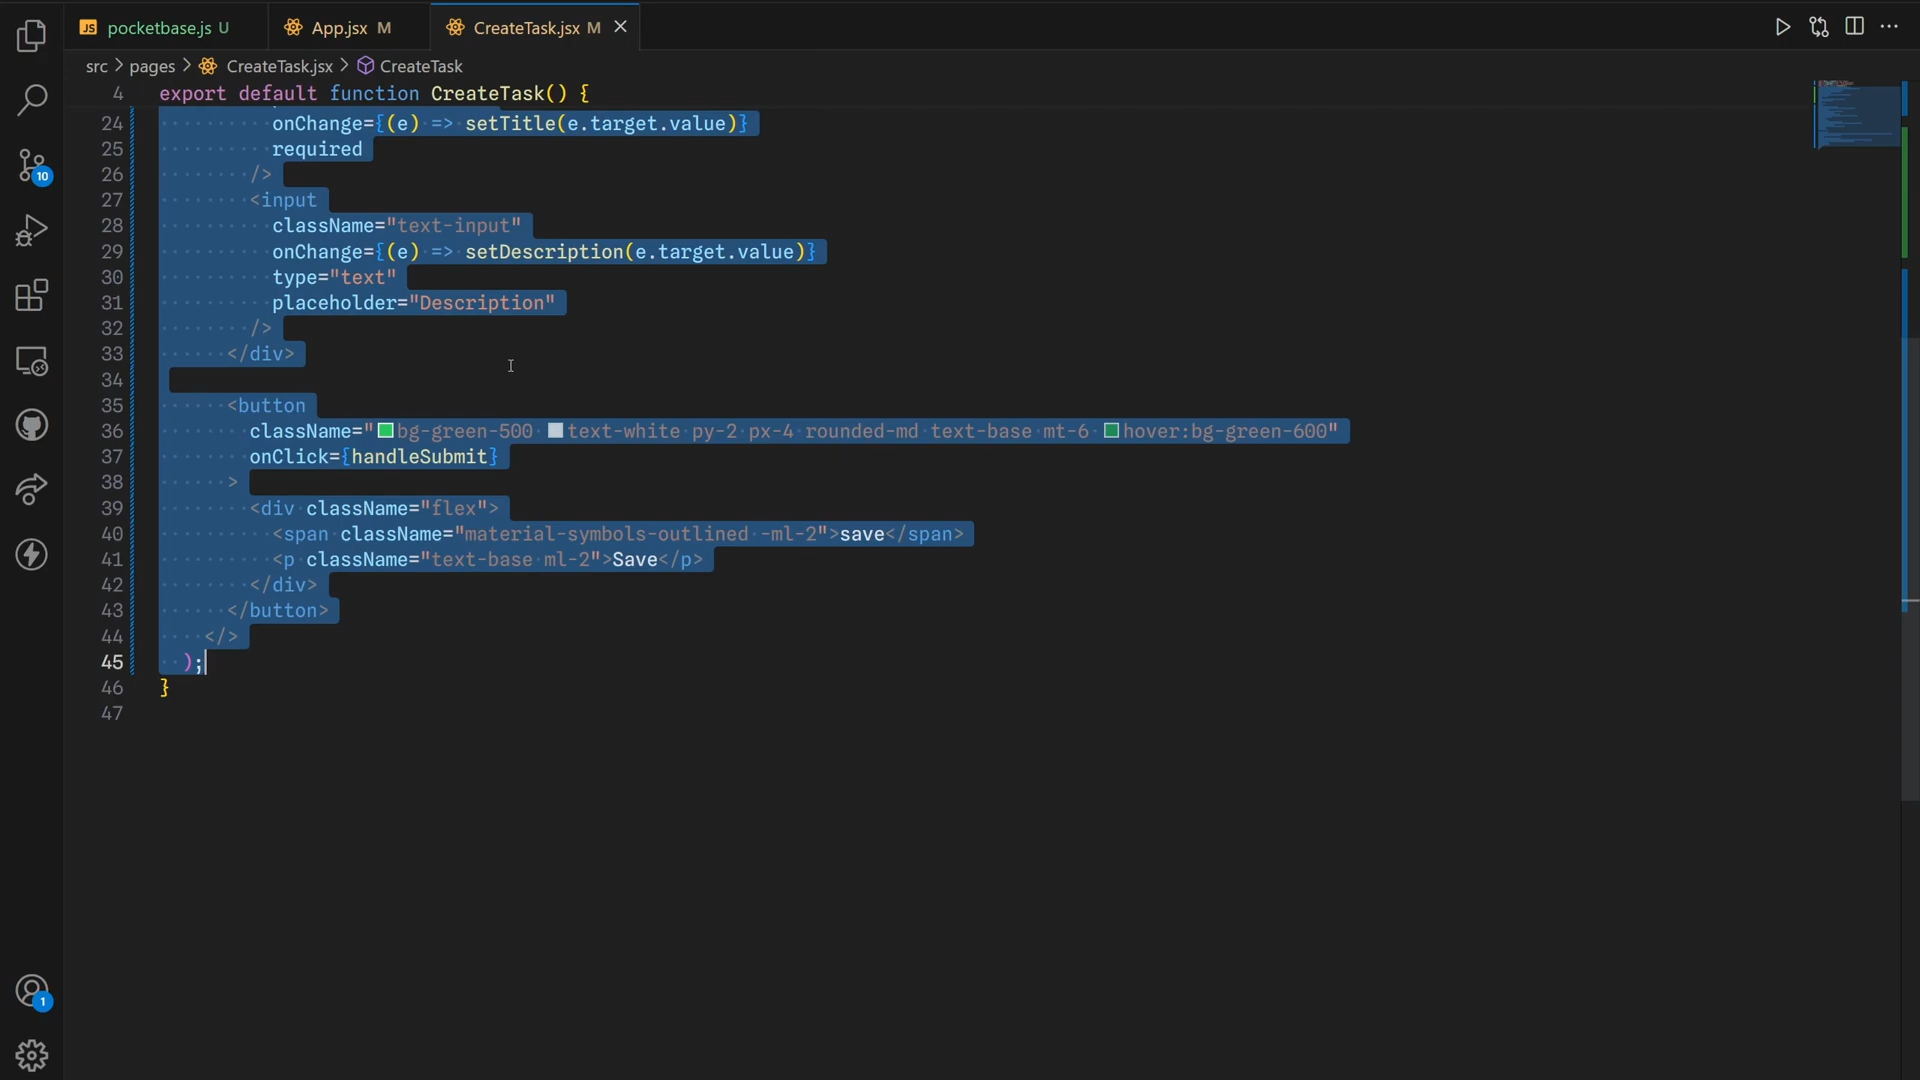 pocketbase.js U
App.jsx M
CreateTask.jsx M
src > pages > CreateTask.jsx > CreateTask
4 export default function CreateTask() {
24 onChange={(e) => setTitle(e.target.value)}
25 required
26 />
27 <input
28 className="text-input"
29 onChange={(e) => setDescription(e.target.value)}
30 type="text"
31 placeholder="Description"
32 />
33 </div>
34
35 <button
36 className="bg-green-500 text-white py-2 px-4 rounded-md text-base mt-6 hover:bg-green-600"
37 onClick={handleSubmit}
38 >
39 <div className="flex">
40 <span className="material-symbols-outlined -ml-2">save</span>
41 <p className="text-base ml-2">Save</p>
42 </div>
43 </button>
44 </>
45 );
46 }
47
10
1